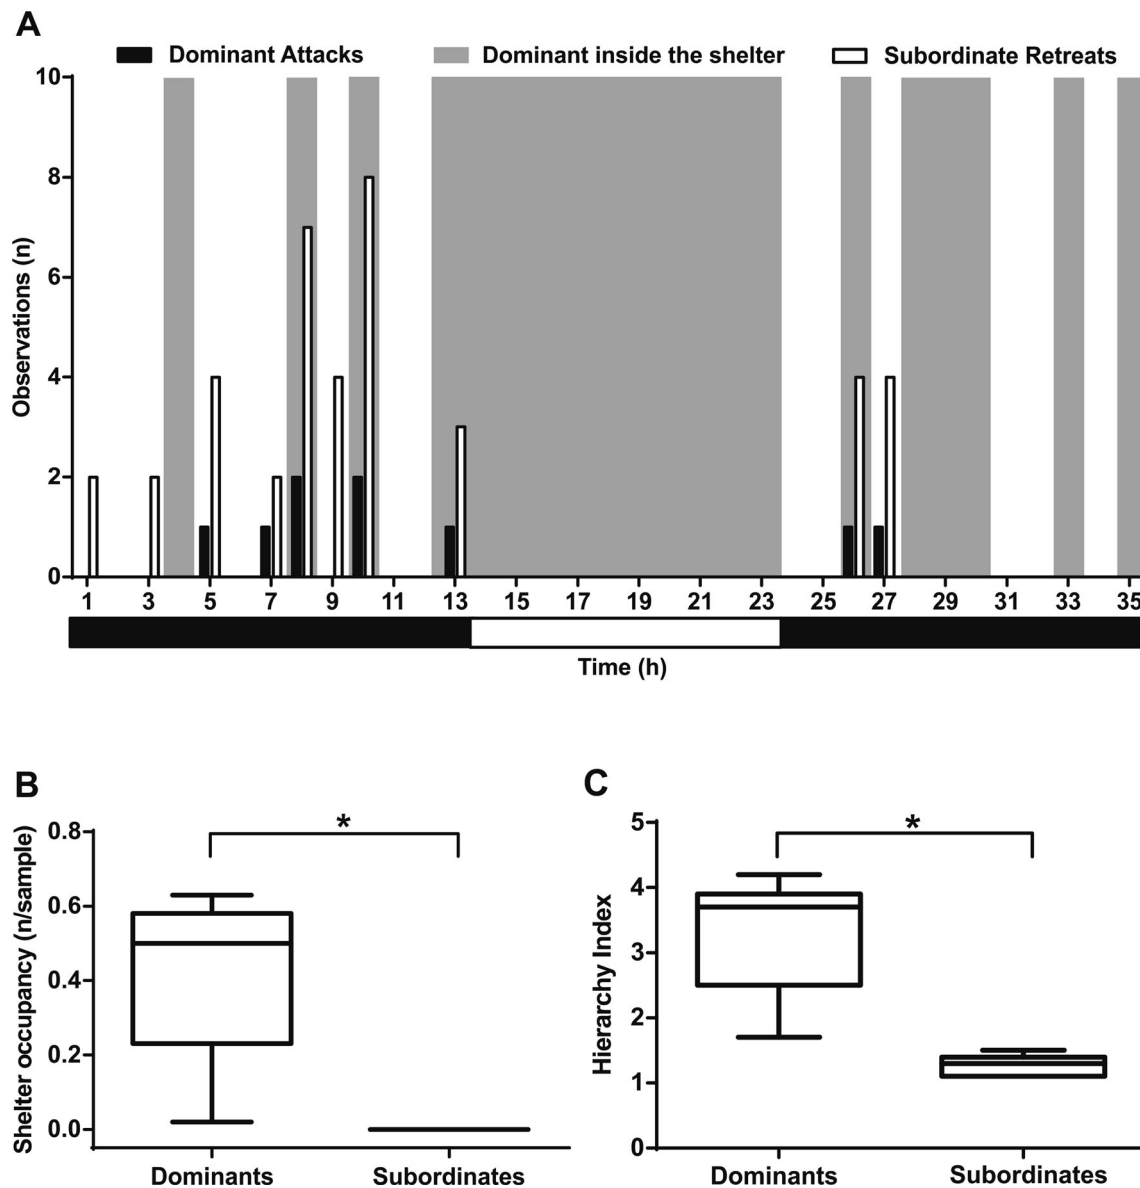 A
Dominant Attacks Dominant inside the shelter Subordinate Retreats
10
8
6
4
2
0
Observations (n)
1 3 5 7 9 11 13 15 17 19 21 23 25 27 29 31 33 35
Time (h)
B
0.8
0.6
0.4
0.2
0.0
Shelter occupancy (n/sample)
*
Dominants Subordinates
C
5
4
3
2
1
0
Hierarchy Index
*
Dominants Subordinates